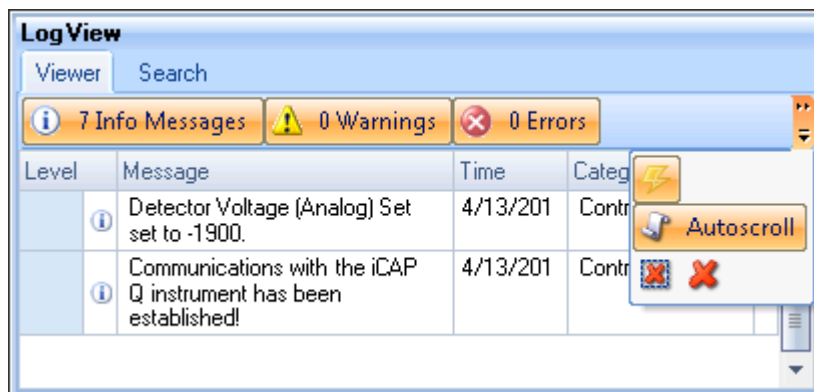 LogView
Viewer Search
7 Info Messages 0 Warnings 0 Errors
Level Message Time Categ
Detector Voltage (Analog) Set 4/13/201 Contr
set to -1900.
Autoscroll
Communications with the iCAP 4/13/201 Contr
Q instrument has been
established!